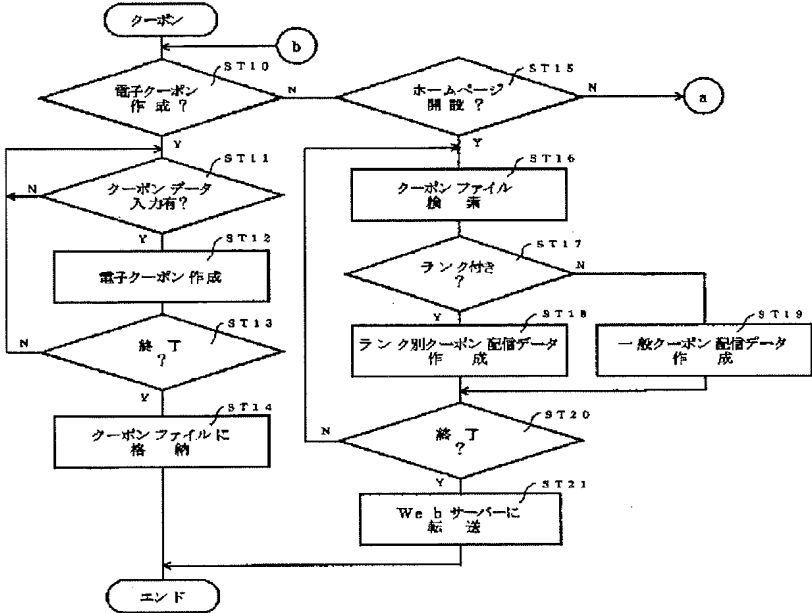 クーポン
b
ST10
電子クーポン
作成?
N
Y
ST11
クーポンデータ
入力有?
N
Y
ST12
電子クーポン作成
ST13
終了
?
N
Y
ST14
クーポンファイルに
格納
エンド
ST15
ホームページ
開設?
N
a
Y
ST16
クーポンファイル
検索
ST17
ランク付き
?
N
Y
ST18
ランク別クーポン配信データ
作成
ST19
一般クーポン配信データ
作成
ST20
終了
?
N
Y
ST21
Webサーバーに
転送